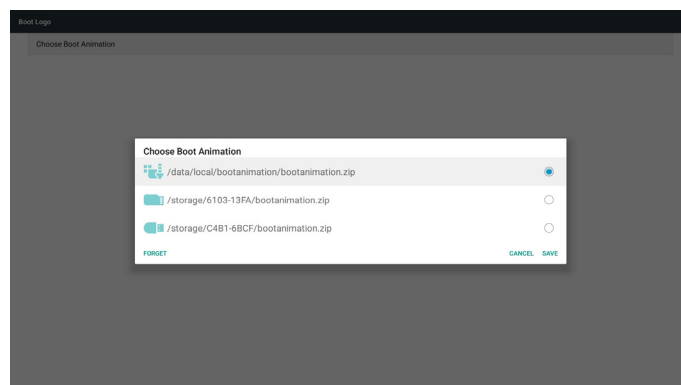 Boot Logo
Choose Boot Animation
Choose Boot Animation
/data/local/bootanimation/bootanimation.zip
/storage/6103-13FA/bootanimation.zip
/storage/C4B1-6BCF/bootanimation.zip
FORGET CANCEL SAVE